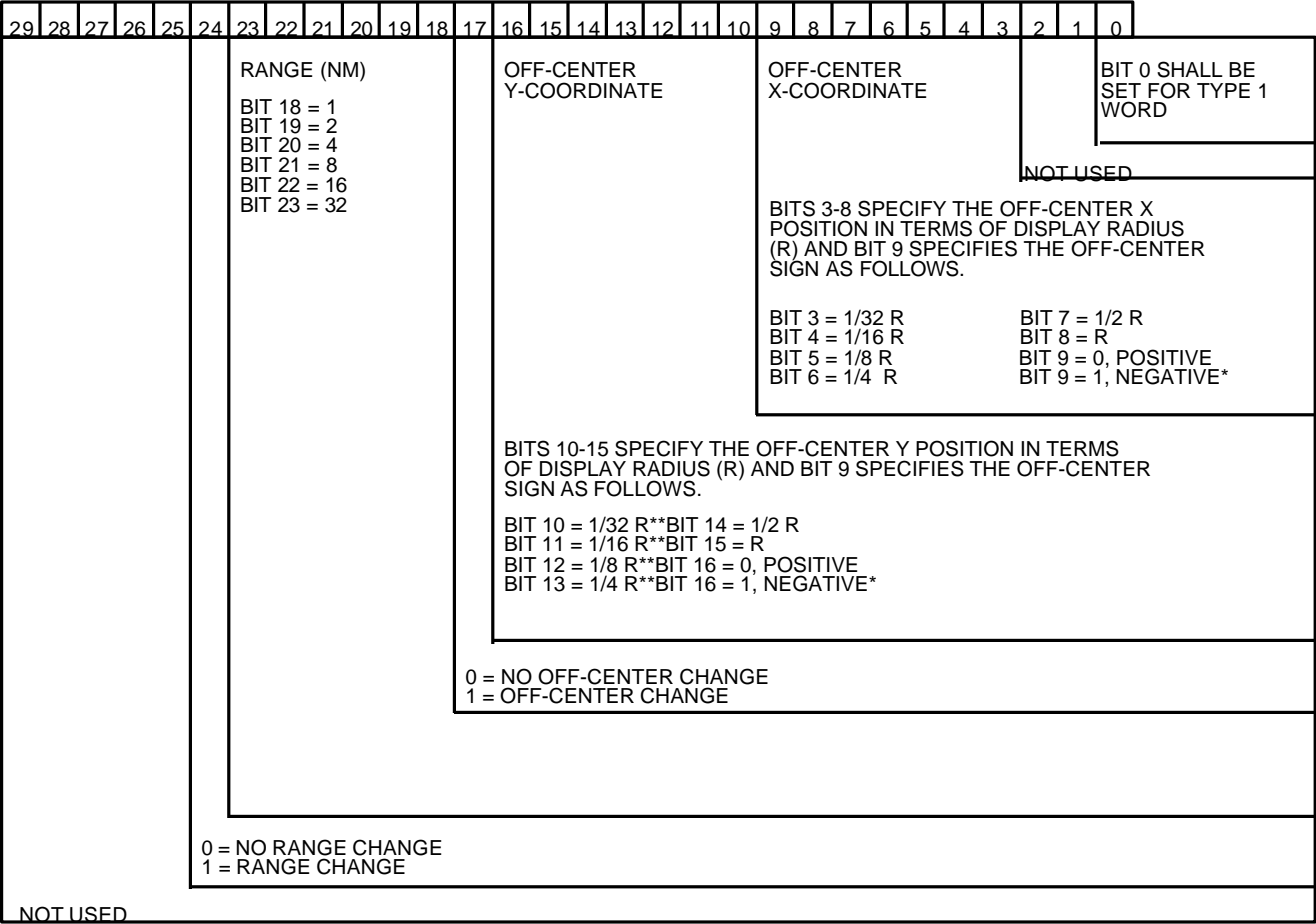 29 28 27 26 25 24 23 22 21 20 19 18 17 16 15 14 13 12 11 10 9 8 7 6 5 4 3 2 1 0
RANGE (NM)
BIT 18 = 1
BIT 19 = 2
BIT 20 = 4
BIT 21 = 8
BIT 22 = 16
BIT 23 = 32
OFF-CENTER
Y-COORDINATE
OFF-CENTER
X-COORDINATE
BIT 0 SHALL BE
SET FOR TYPE 1
WORD
NOT USED
BITS 3-8 SPECIFY THE OFF-CENTER X
POSITION IN TERMS OF DISPLAY RADIUS
(R) AND BIT 9 SPECIFIES THE OFF-CENTER
SIGN AS FOLLOWS.
BIT 3 = 1/32 R BIT 7 = 1/2 R
BIT 4 = 1/16 R BIT 8 = R
BIT 5 = 1/8 R BIT 9 = 0, POSITIVE
BIT 6 = 1/4 R BIT 9 = 1, NEGATIVE*
BITS 10-15 SPECIFY THE OFF-CENTER Y POSITION IN TERMS
OF DISPLAY RADIUS (R) AND BIT 9 SPECIFIES THE OFF-CENTER
SIGN AS FOLLOWS.
BIT 10 = 1/32 R**BIT 14 = 1/2 R
BIT 11 = 1/16 R**BIT 15 = R
BIT 12 = 1/8 R**BIT 16 = 0, POSITIVE
BIT 13 = 1/4 R**BIT 16 = 1, NEGATIVE*
0 = NO OFF-CENTER CHANGE
1 = OFF-CENTER CHANGE
0 = NO RANGE CHANGE
1 = RANGE CHANGE
NOT USED